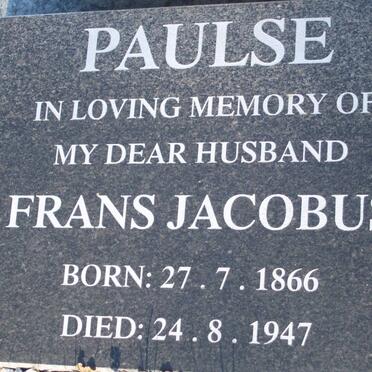 PAULSE
IN LOVING MEMORY OF
MY DEAR HUSBAND
FRANS JACOBUS
BORN: 27 . 7 . 1866
DIED: 24 . 8 . 1947